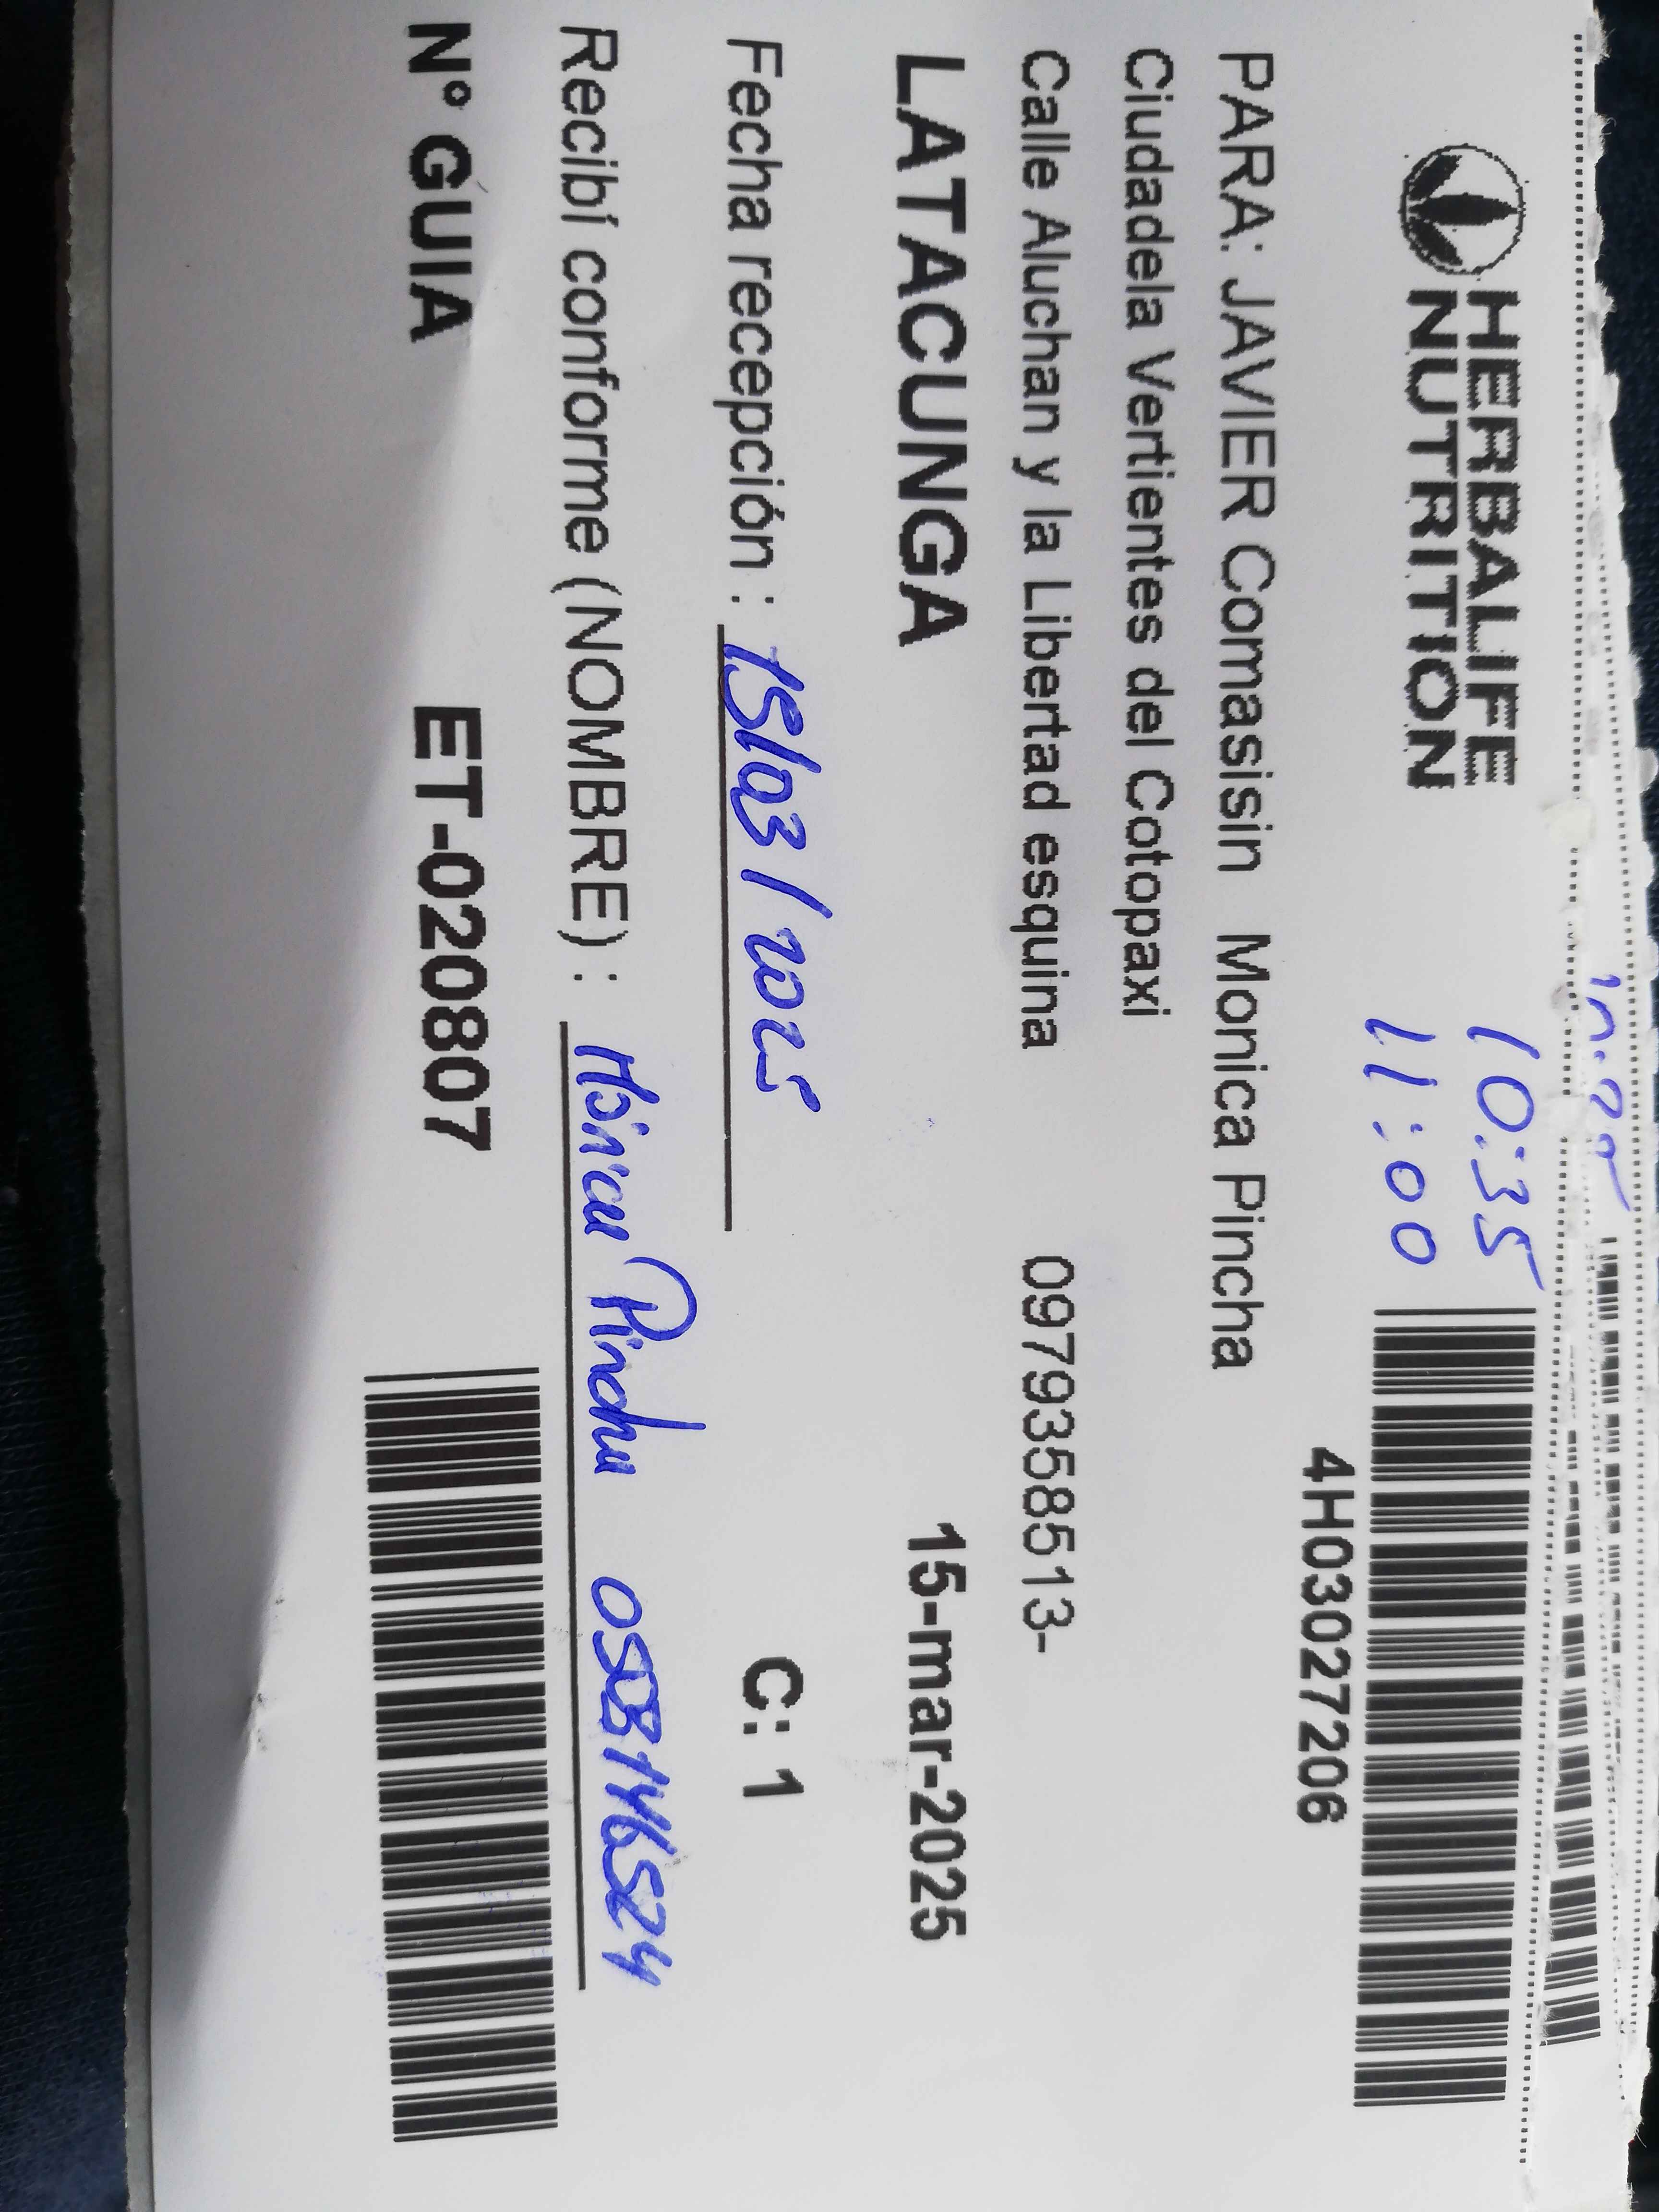 HERBALIFE
NUTRITION
10:35
11:00
4H03027206
PARA: JAVIER Comasisin Monica Pincha
Ciudadela Vertientes del Cotopaxi
Calle Aluchan y la Libertad esquina 0979358513-
LATACUNGA 15-mar-2025
Fecha recepción : 15/03/2025 C: 1
Recibí conforme (NOMBRE) : Mónica Pincha
N° GUIA ET-020807